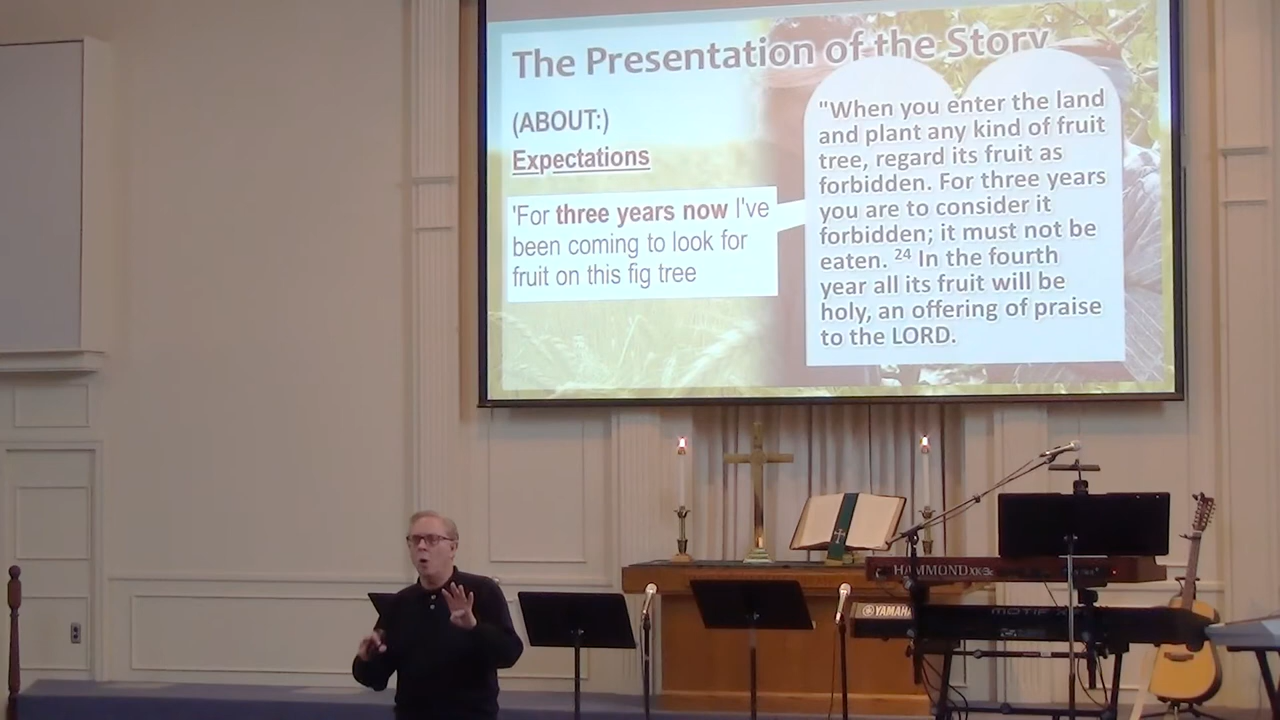 The Presentation of the Story
(ABOUT:)
Expectations
'For three years now I've
been coming to look for
fruit on this fig tree
"When you enter the land
and plant any kind of fruit
tree, regard its fruit as
forbidden. For three years
you are to consider it
forbidden; it must not be
eaten. 24 In the fourth
year all its fruit will be
holy, an offering of praise
to the LORD.
HAMMOND XK-3c
YAMAHA
MOTIF